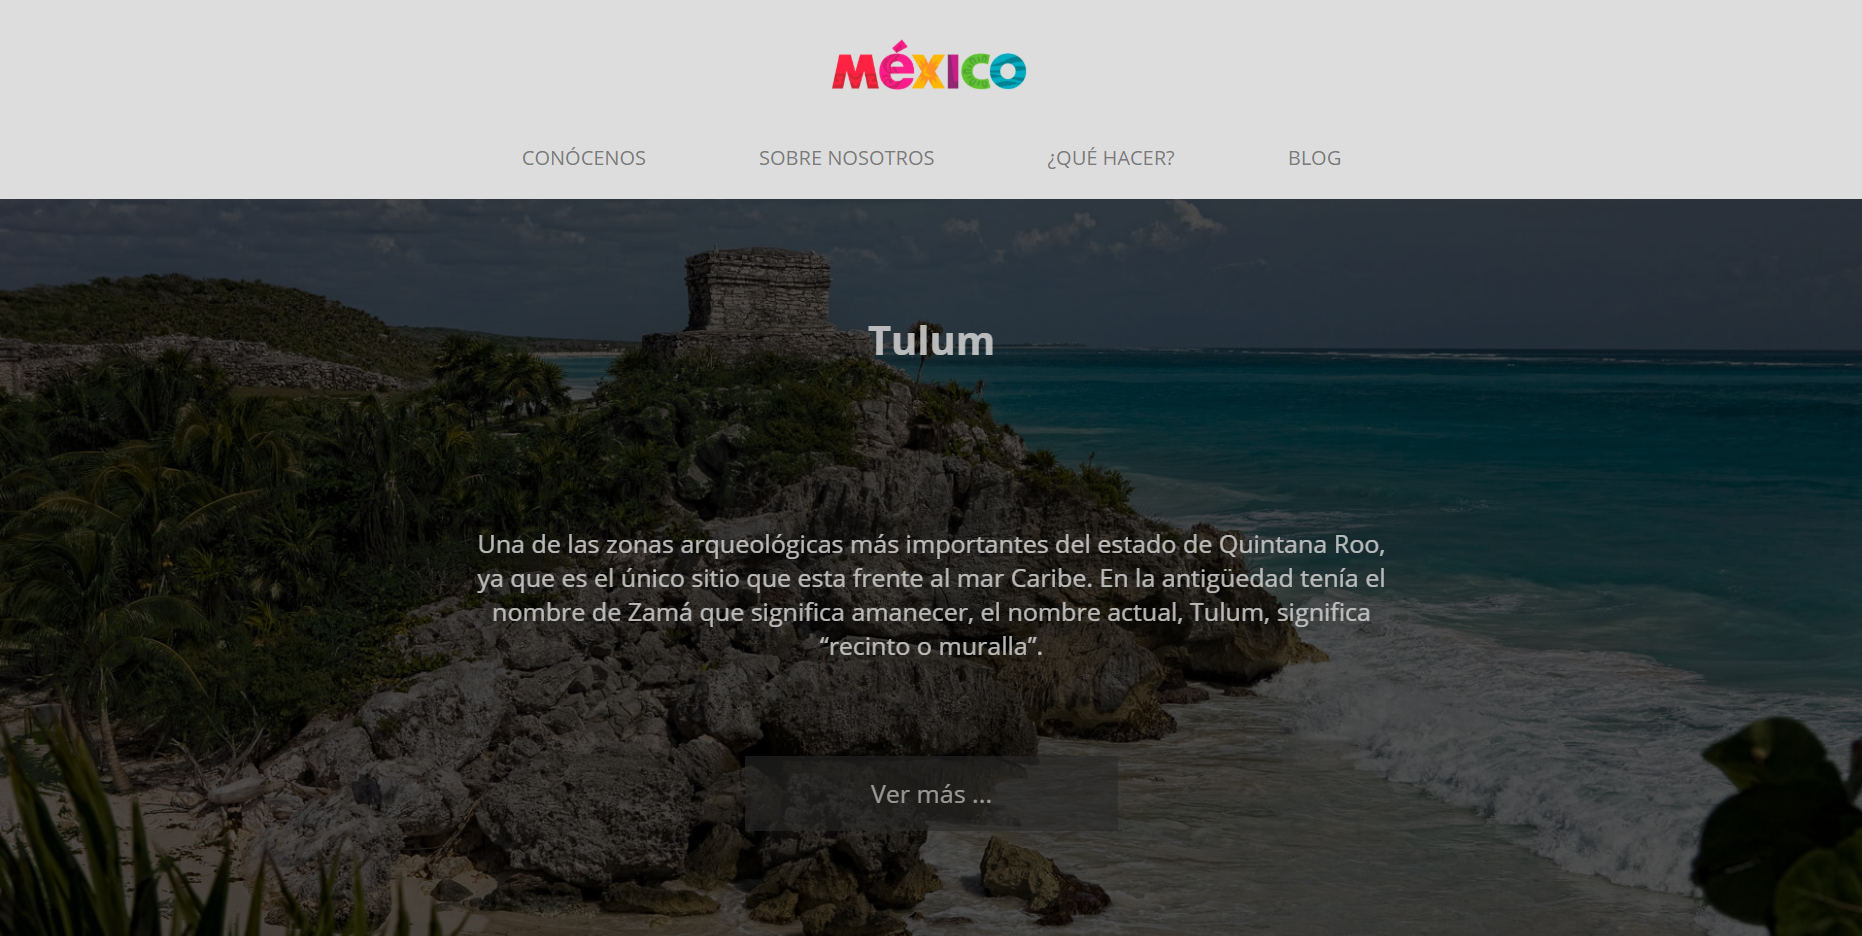 México
CONÓCENOS
SOBRE NOSOTROS
¿QUÉ HACER?
BLOG
Tulum
Una de las zonas arqueológicas más importantes del estado de Quintana Roo,
ya que es el único sitio que esta frente al mar Caribe. En la antigüedad tenía el
nombre de Zamá que significa amanecer, el nombre actual, Tulum, significa
“recinto o muralla”.
Ver más ...